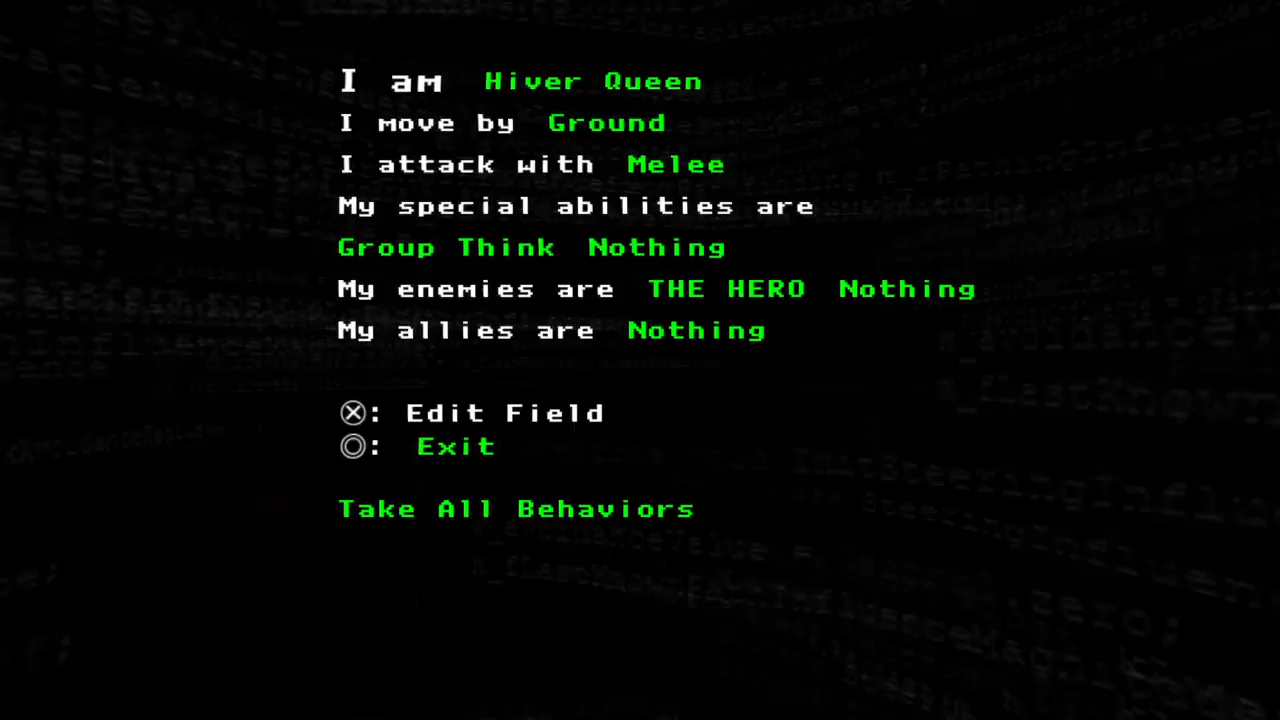 I am Hiver Queen
I move by Ground
I attack with Melee
My special abilities are
Group Think Nothing
My enemies are THE HERO Nothing
My allies are Nothing
Ⓧ: Edit Field
◎: Exit
Take All Behaviors